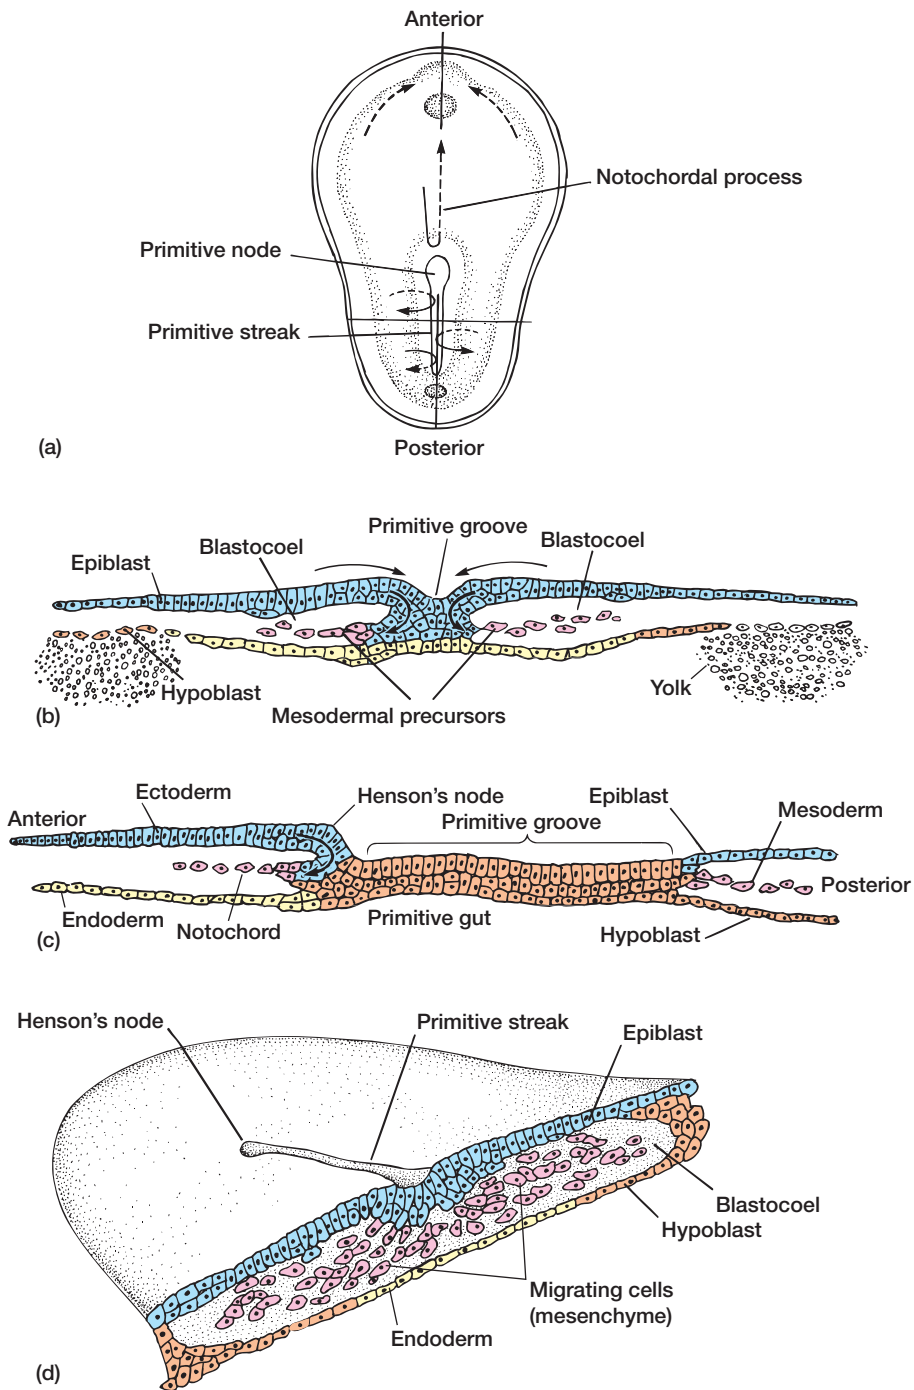 Anterior
Notochordal process
Primitive node
Primitive streak
Posterior
(a)
Primitive groove
Blastocoel
Blastocoel
Epiblast
Hypoblast
Yolk
Mesodermal precursors
(b)
Ectoderm
Henson's node
Epiblast
Mesoderm
Anterior
Primitive groove
Posterior
Endoderm
Notochord
Primitive gut
Hypoblast
(c)
Henson's node
Primitive streak
Epiblast
Blastocoel
Hypoblast
Migrating cells
(mesenchyme)
Endoderm
(d)